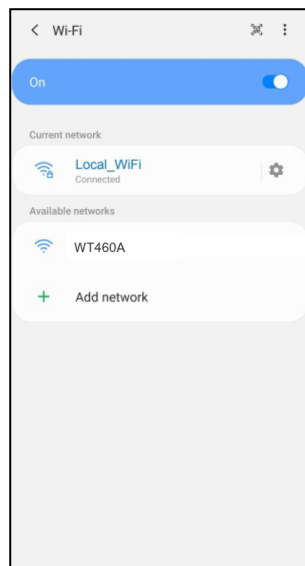 Wi-Fi
On
Current network
Local_WiFi
Connected
Available networks
WT460A
Add network